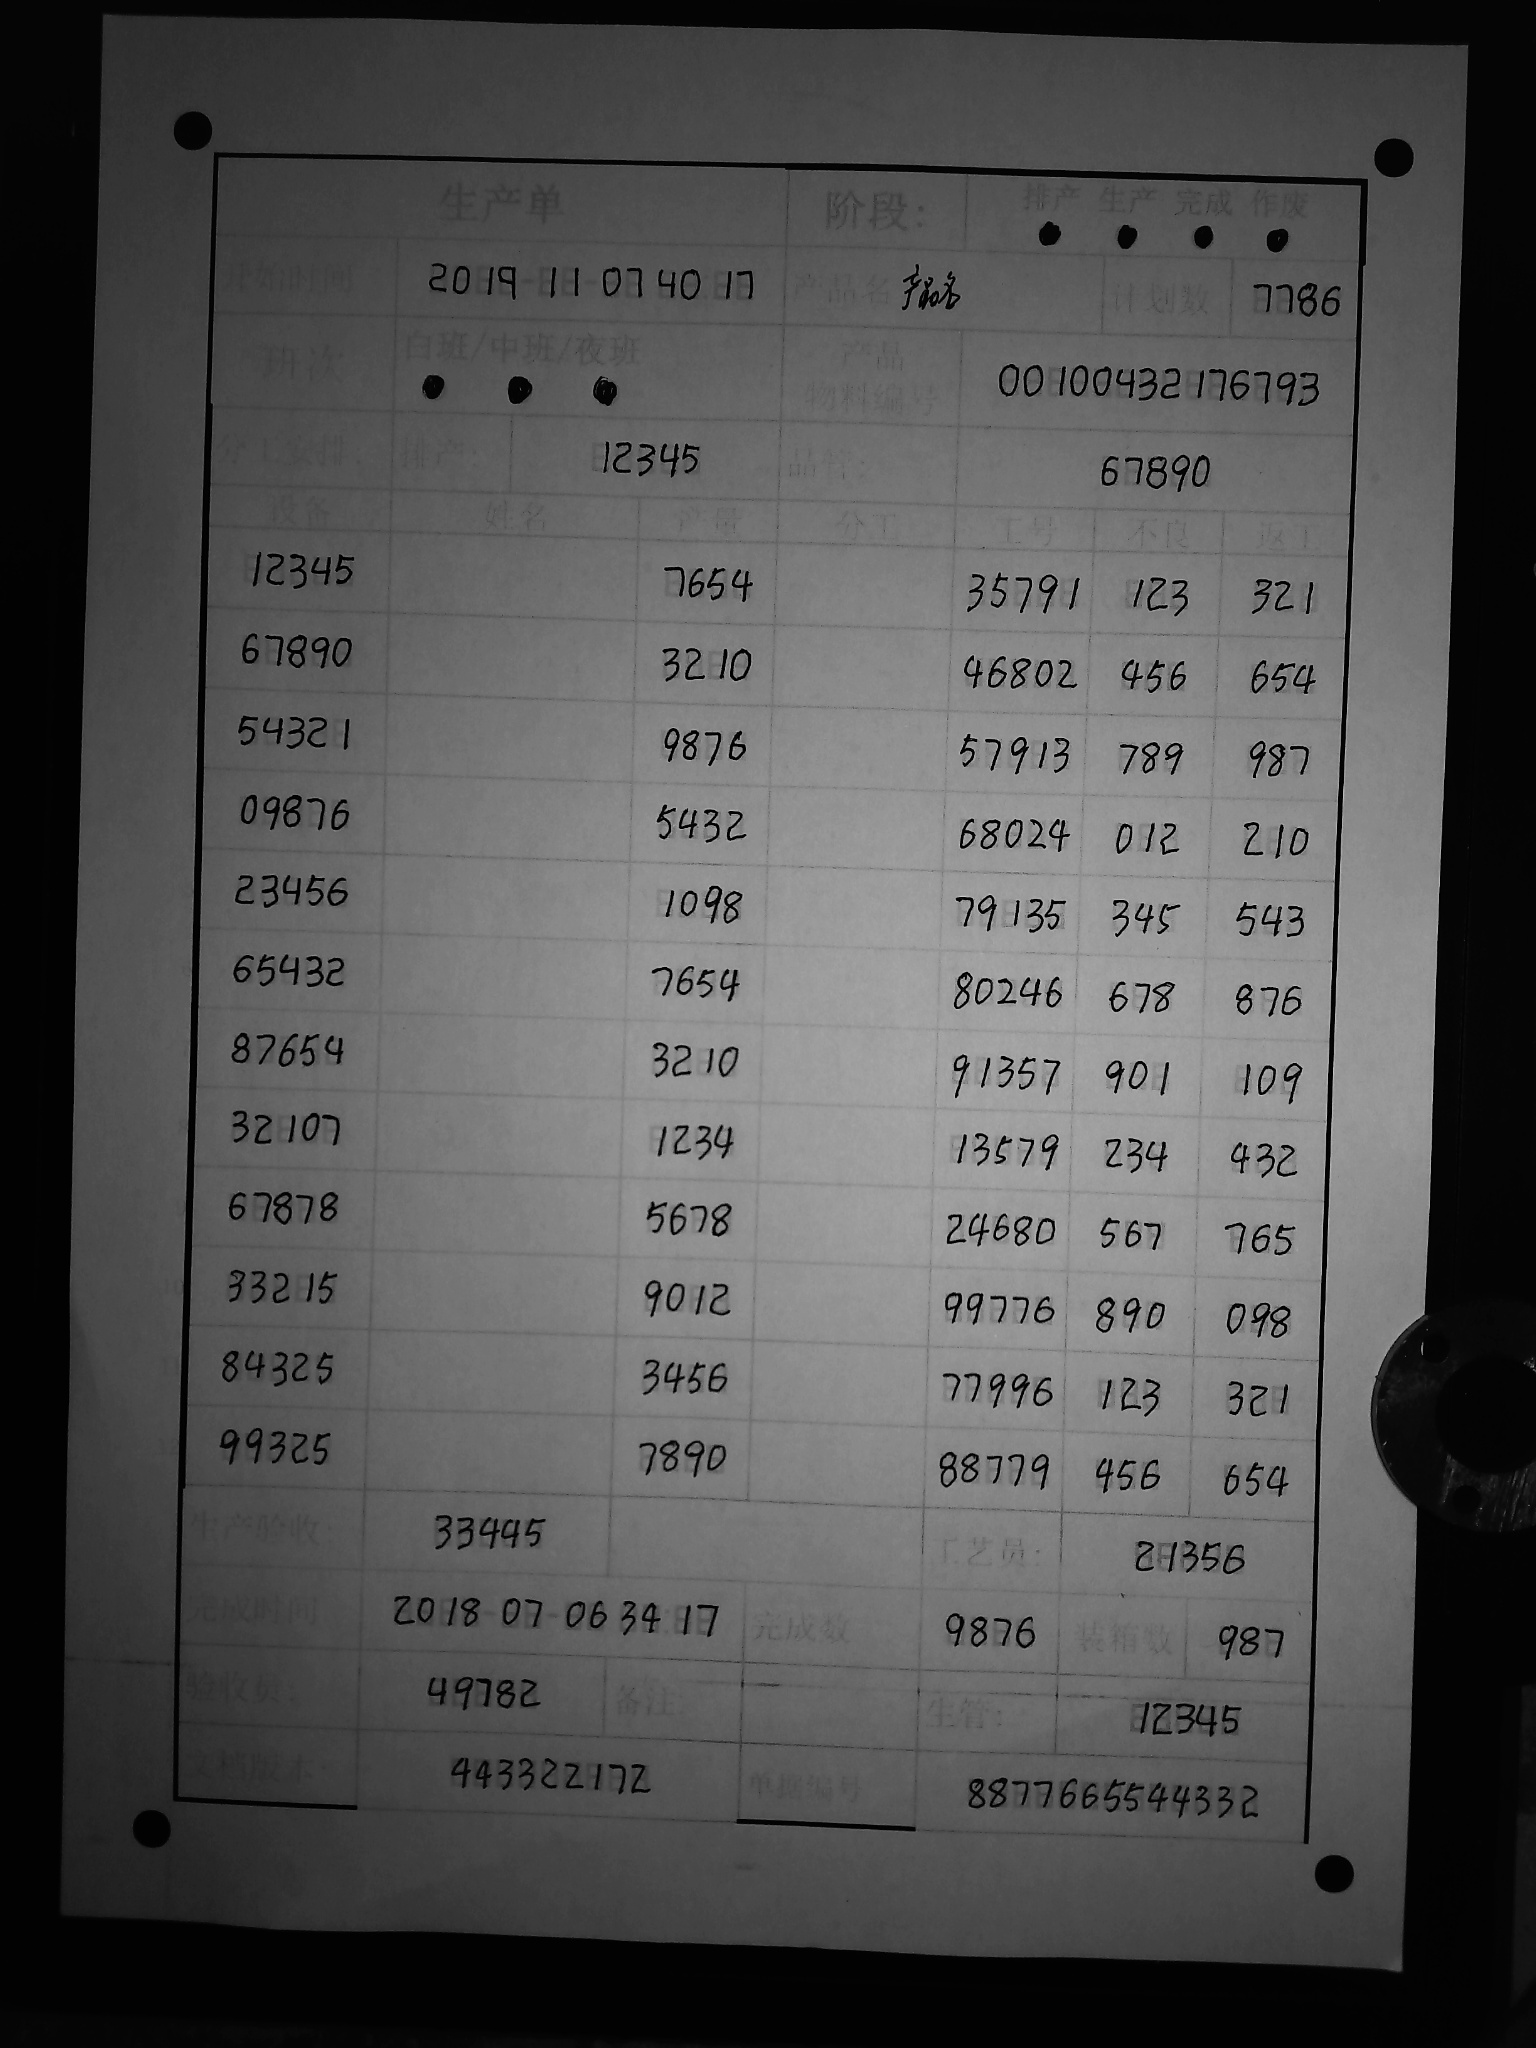 生产单 阶段: 排产 生产 完成 作废
开始时间 2019 11 07 40 17 产品名 产品名 计划数 7786
班次 白班/中班/夜班 产品物料编号 00100432176793
分工安排: 排产: 12345 品管: 67890
设备 姓名 产量 分工 工号 不良 返工
12345 7654 35791 123 321
67890 3210 46802 456 654
54321 9876 57913 789 987
09876 5432 68024 012 210
23456 1098 79135 345 543
65432 7654 80246 678 876
87654 3210 91357 901 109
32107 1234 13579 234 432
67878 5678 24680 567 765
33215 9012 99776 890 098
84325 3456 77996 123 321
99325 7890 88779 456 654
生产验收: 33445 工艺员: 21356
完成时间 2018 07 06 34 17 完成数 9876 装箱数 987
验收员: 49782 备注: 生管: 12345
文档版本: 443322172 单据编号 8877665544332